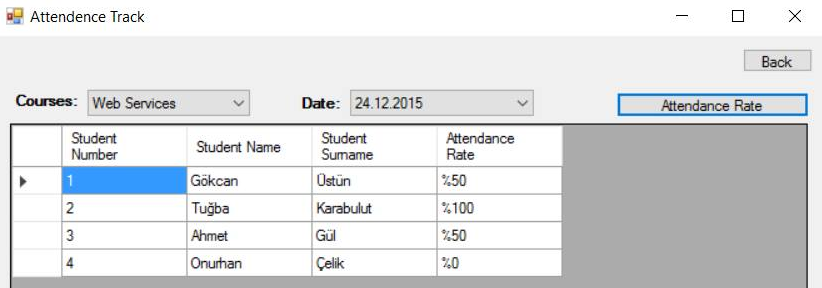 Attendence Track
Back
Courses: Web Services Date: 24.12.2015 Attendance Rate
Student Number Student Name Student Surname Attendance Rate
1 Gökcan Üstün %50
2 Tuğba Karabulut %100
3 Ahmet Gül %50
4 Onurhan Çelik %0